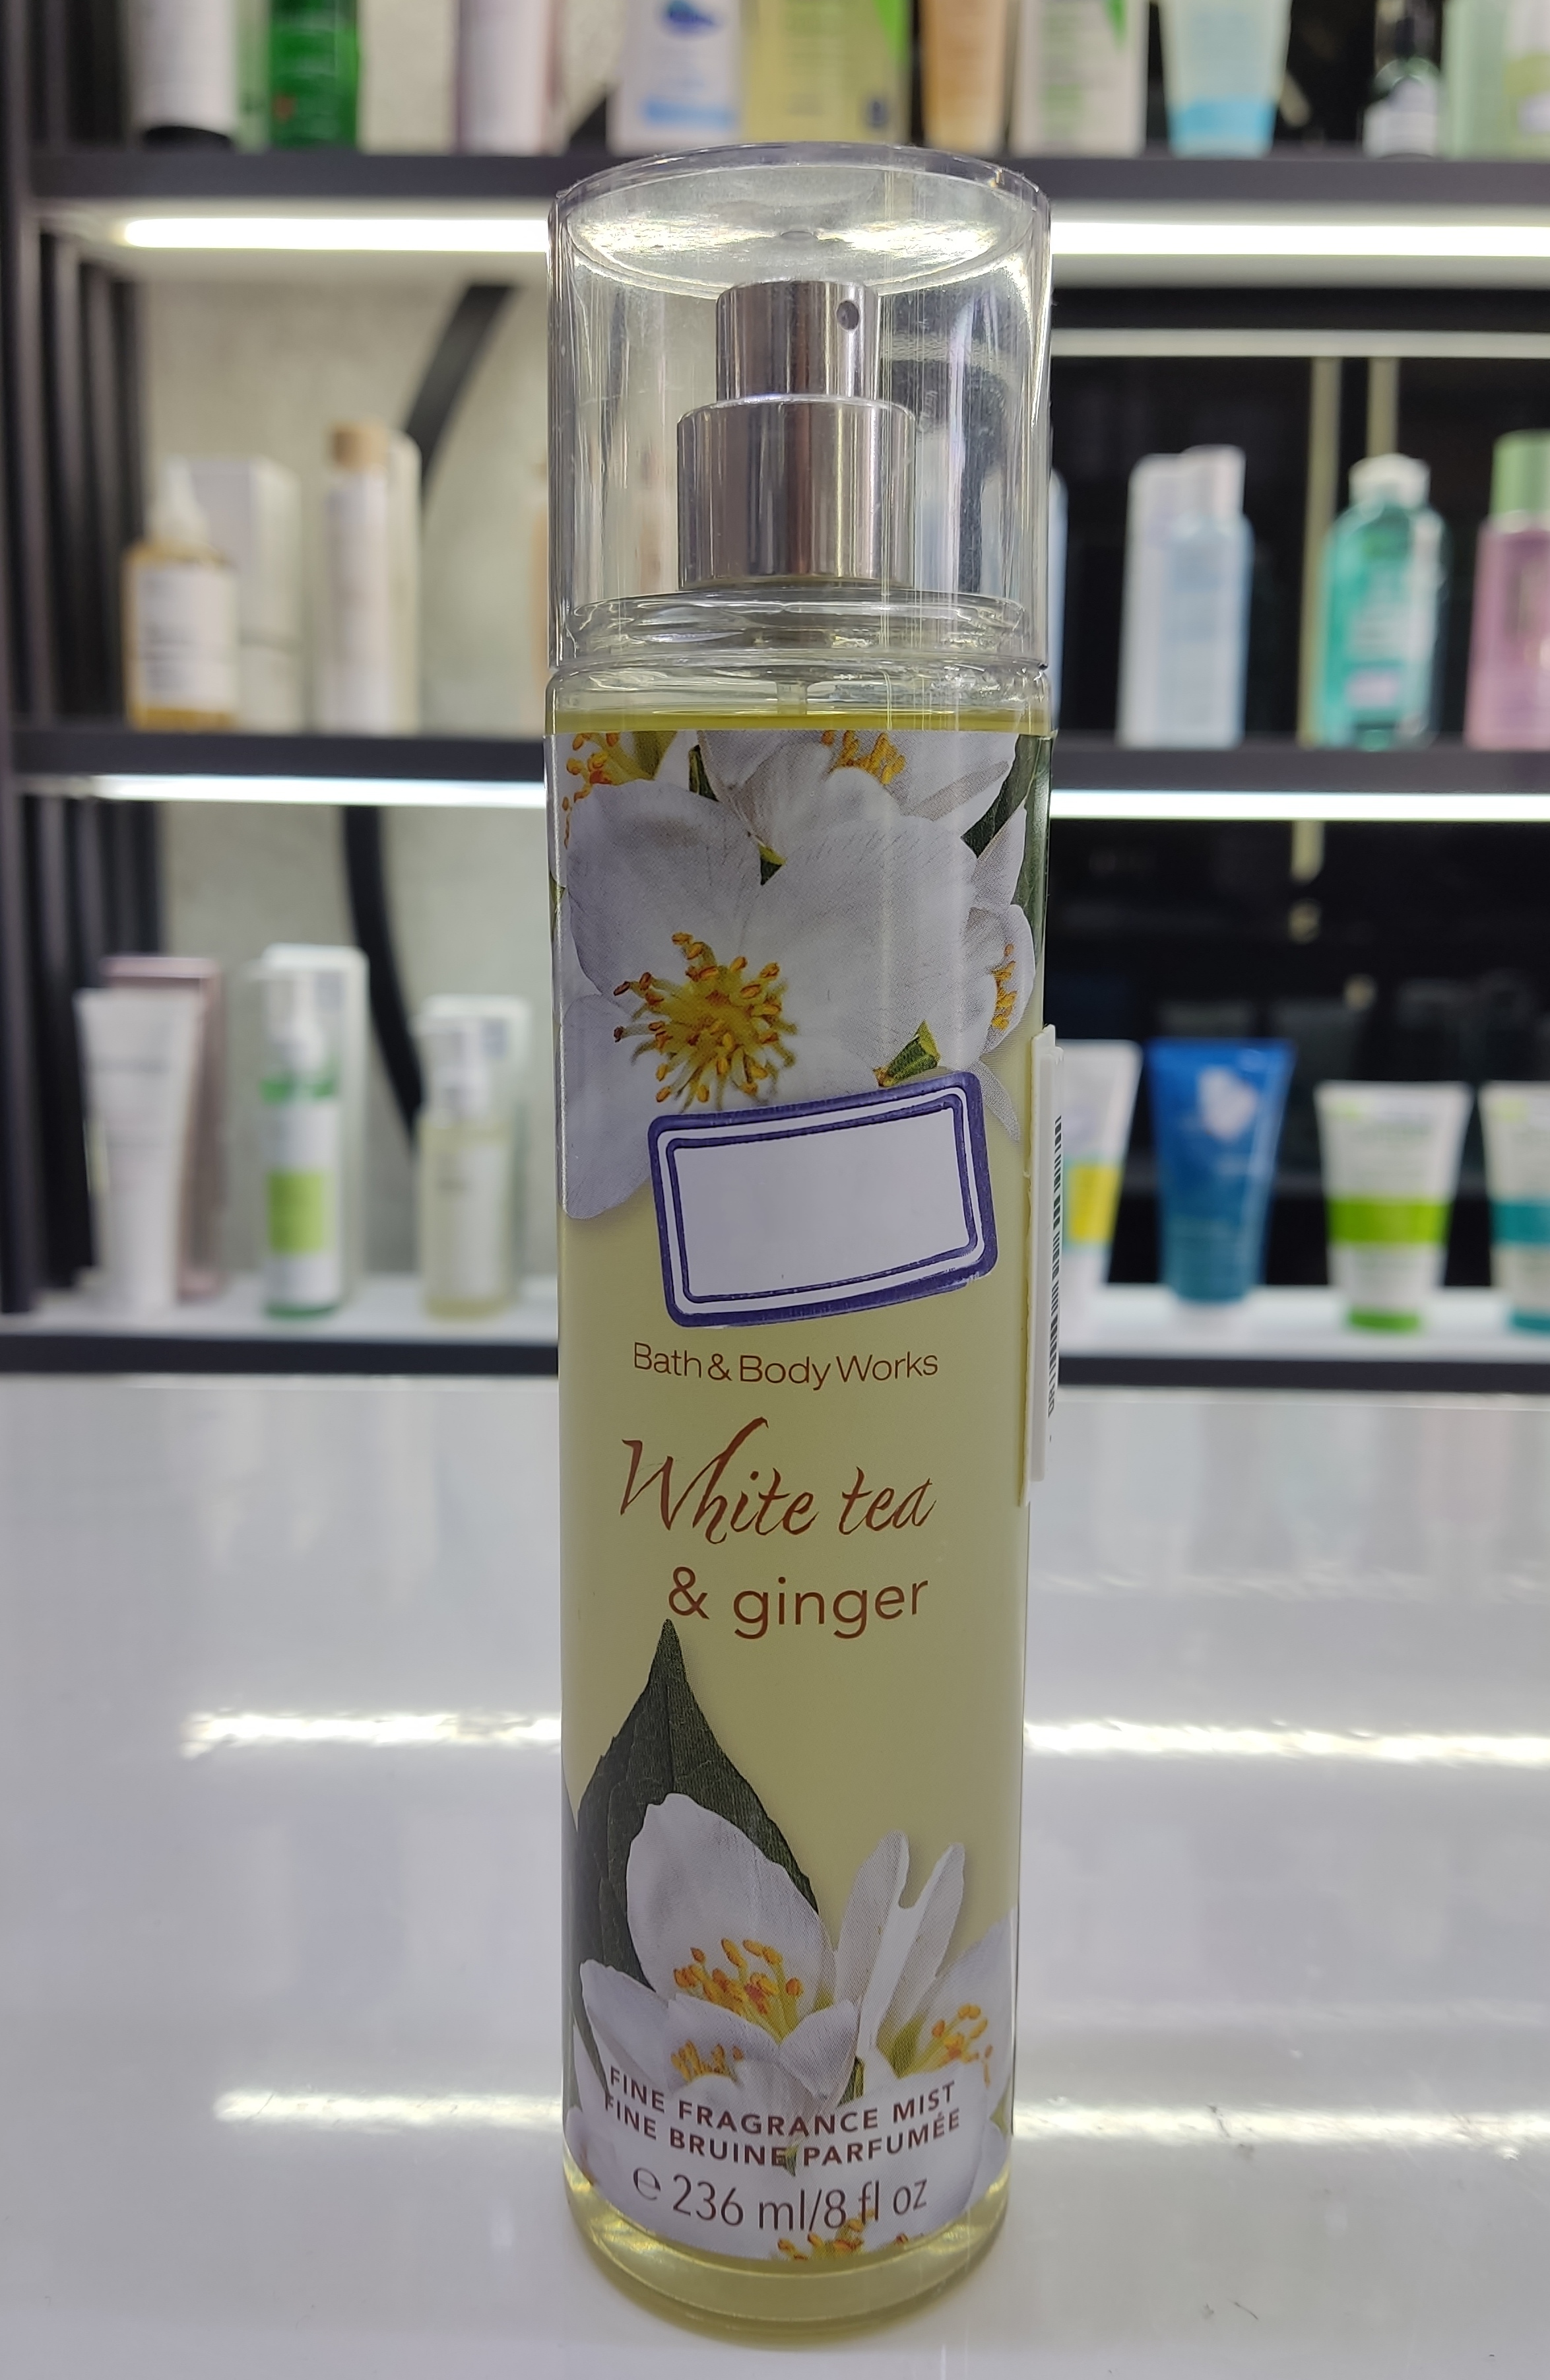 Bath & Body Works
White tea
& ginger
FINE FRAGRANCE MIST
FINE BRUINE PARFUMÉE
℮ 236 ml/8 fl oz